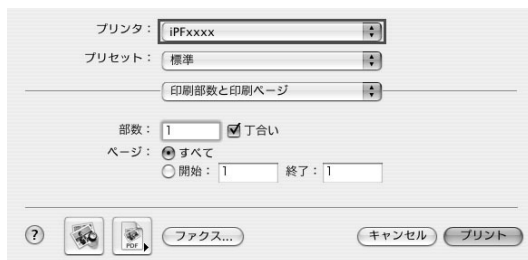 プリンタ： iPFxxxx
プリセット： 標準
印刷部数と印刷ページ
部数： 1 丁合い
ページ： すべて
開始： 1 終了： 1
? PDF ファクス... キャンセル プリント